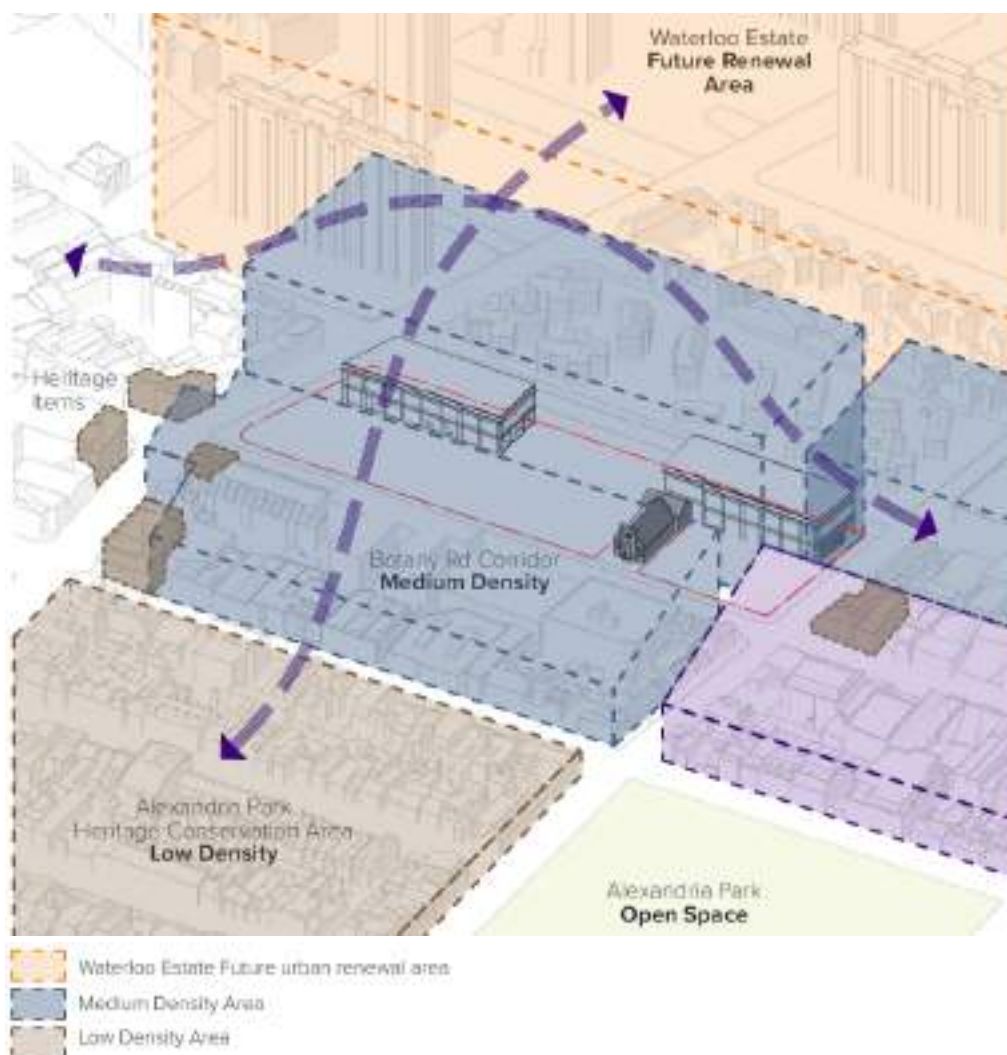 Waterloo Estate
Future Renewal
Area
Heritage
Items
Botany Rd Corridor
Medium Density
Alexandria Park
Heritage Conservation Area
Low Density
Alexandria Park
Open Space
Waterloo Estate Future urban renewal area
Medium Density Area
Low Density Area